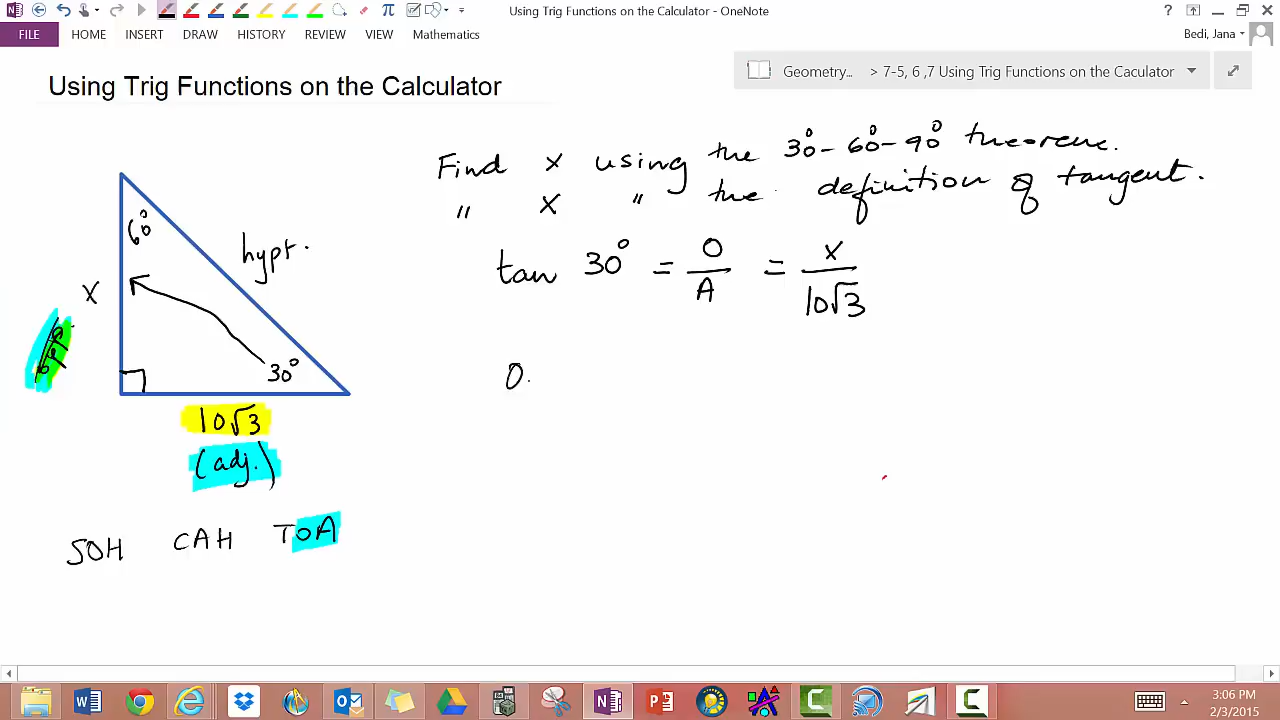 Using Trig Functions on the Calculator - OneNote
Bedi, Jana
FILE HOME INSERT DRAW HISTORY REVIEW VIEW Mathematics
Using Trig Functions on the Calculator
Geometry... > 7-5, 6 ,7 Using Trig Functions on the Caculator
Find x using the 30°-60°-90° theorem.
" x " the definition of tangent.
tan 30° = O/A = x/10√3
60°
hypt.
x
opp
30°
0.
10√3
(adj.)
SOH CAH TOA
3:06 PM
2/3/2015